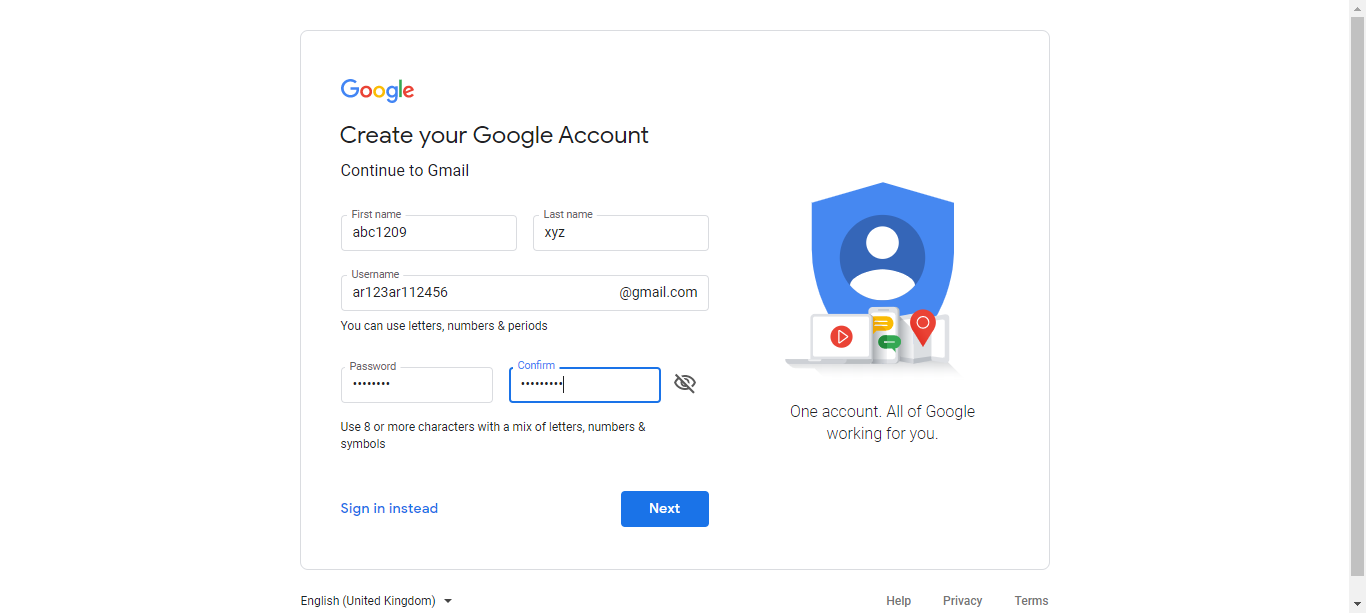 Google
Create your Google Account
Continue to Gmail
First name
Last name
abc1209
xyz
Username
ar123ar112456
@gmail.com
You can use letters, numbers & periods
Password
Confirm
••••••••
•••••••••
Use 8 or more characters with a mix of letters, numbers &
symbols
Sign in instead
Next
One account. All of Google
working for you.
English (United Kingdom)
Help
Privacy
Terms